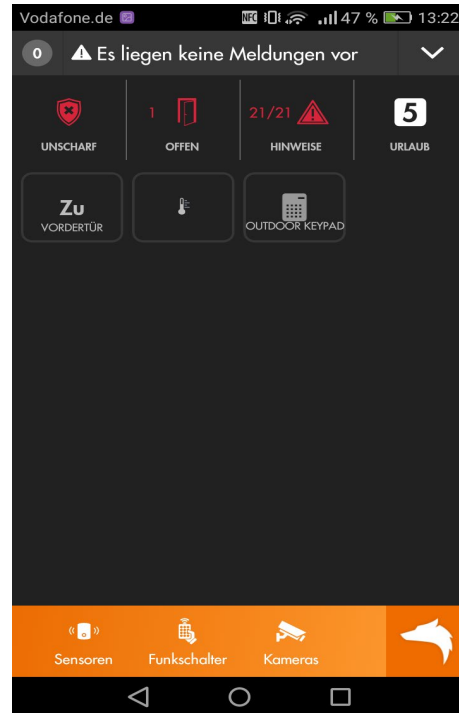 Vodafone.de NFC 47 % 13:22
0 Es liegen keine Meldungen vor
1 21/21 5
UNSCHARF OFFEN HINWEISE URLAUB
Zu
VORDERTÜR OUTDOOR KEYPAD
Sensoren Funkschalter Kameras